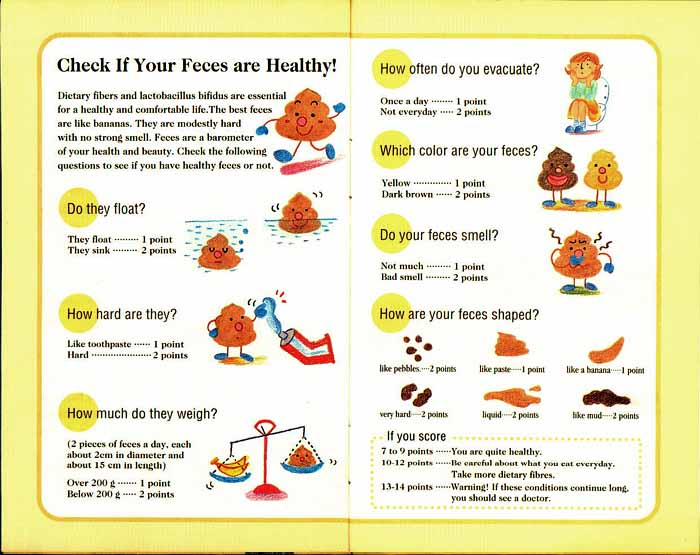 Check If Your Feces are Healthy!
Dietary fibers and lactobacillus bifidus are essential
for a healthy and comfortable life.The best feces
are like bananas. They are modestly hard
with no strong smell. Feces are a barometer
of your health and beauty. Check the following
questions to see if you have healthy feces or not.
Do they float?
They float ········· 1 point
They sink ········· 2 points
How hard are they?
Like toothpaste ······ 1 point
Hard ······················ 2 points
How much do they weigh?
(2 pieces of feces a day, each
about 2cm in diameter and
about 15 cm in length)
Over 200 g ······· 1 point
Below 200 g ····· 2 points
How often do you evacuate?
Once a day ········ 1 point
Not everyday ····· 2 points
Which color are your feces?
Yellow ·············· 1 point
Dark brown ······ 2 points
Do your feces smell?
Not much ········· 1 point
Bad smell ········· 2 points
How are your feces shaped?
like pebbles.····2 points
like paste····1 point
like a banana····1 point
very hard····2 points
liquid····2 points
like mud····2 points
If you score
7 to 9 points ······You are quite healthy.
10-12 points ······Be careful about what you eat everyday.
Take more dietary fibres.
13-14 points ······Warning! If these conditions continue long,
you should see a doctor.